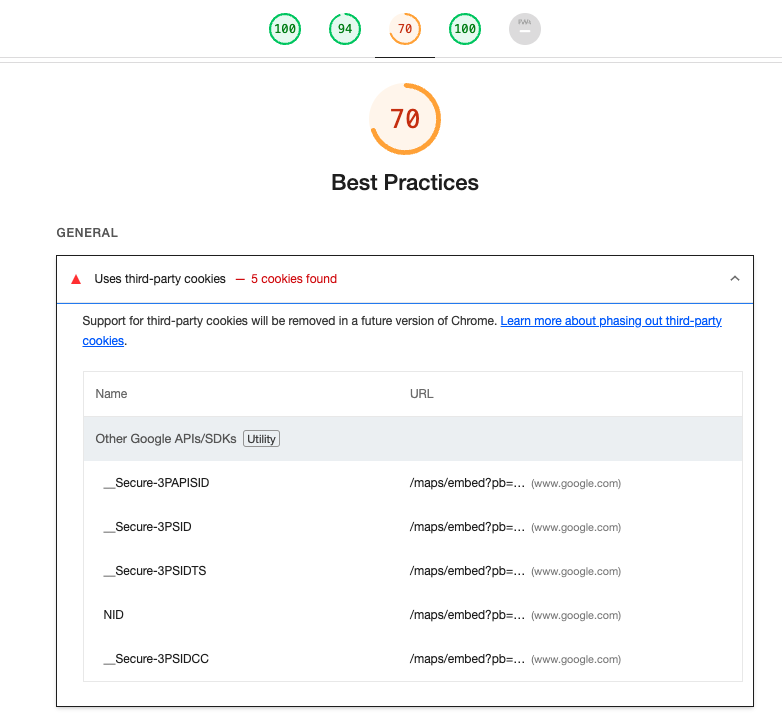 100 94 70 100 PWA
70
Best Practices
GENERAL
Uses third-party cookies — 5 cookies found
Support for third-party cookies will be removed in a future version of Chrome. Learn more about phasing out third-party
cookies.
Name URL
Other Google APIs/SDKs Utility
__Secure-3PAPISID /maps/embed?pb=… (www.google.com)
__Secure-3PSID /maps/embed?pb=… (www.google.com)
__Secure-3PSIDTS /maps/embed?pb=… (www.google.com)
NID /maps/embed?pb=… (www.google.com)
__Secure-3PSIDCC /maps/embed?pb=… (www.google.com)